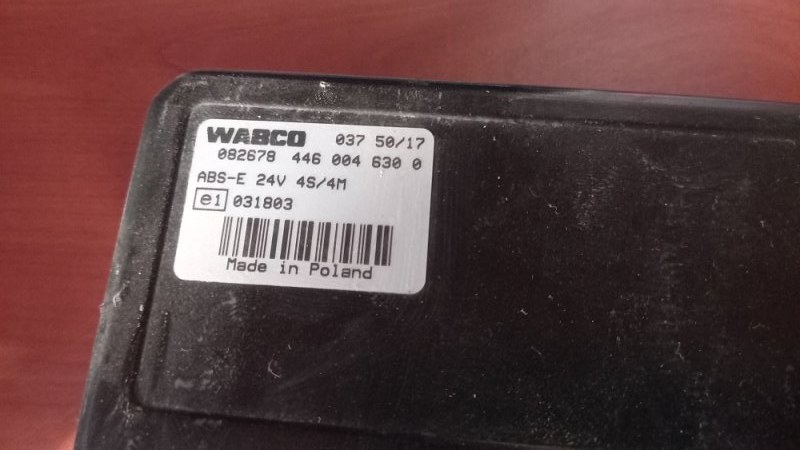 WABCO 037 50/17
082678 446 004 630 0
ABS-E 24V 4S/4M
e1 031803
Made in Poland